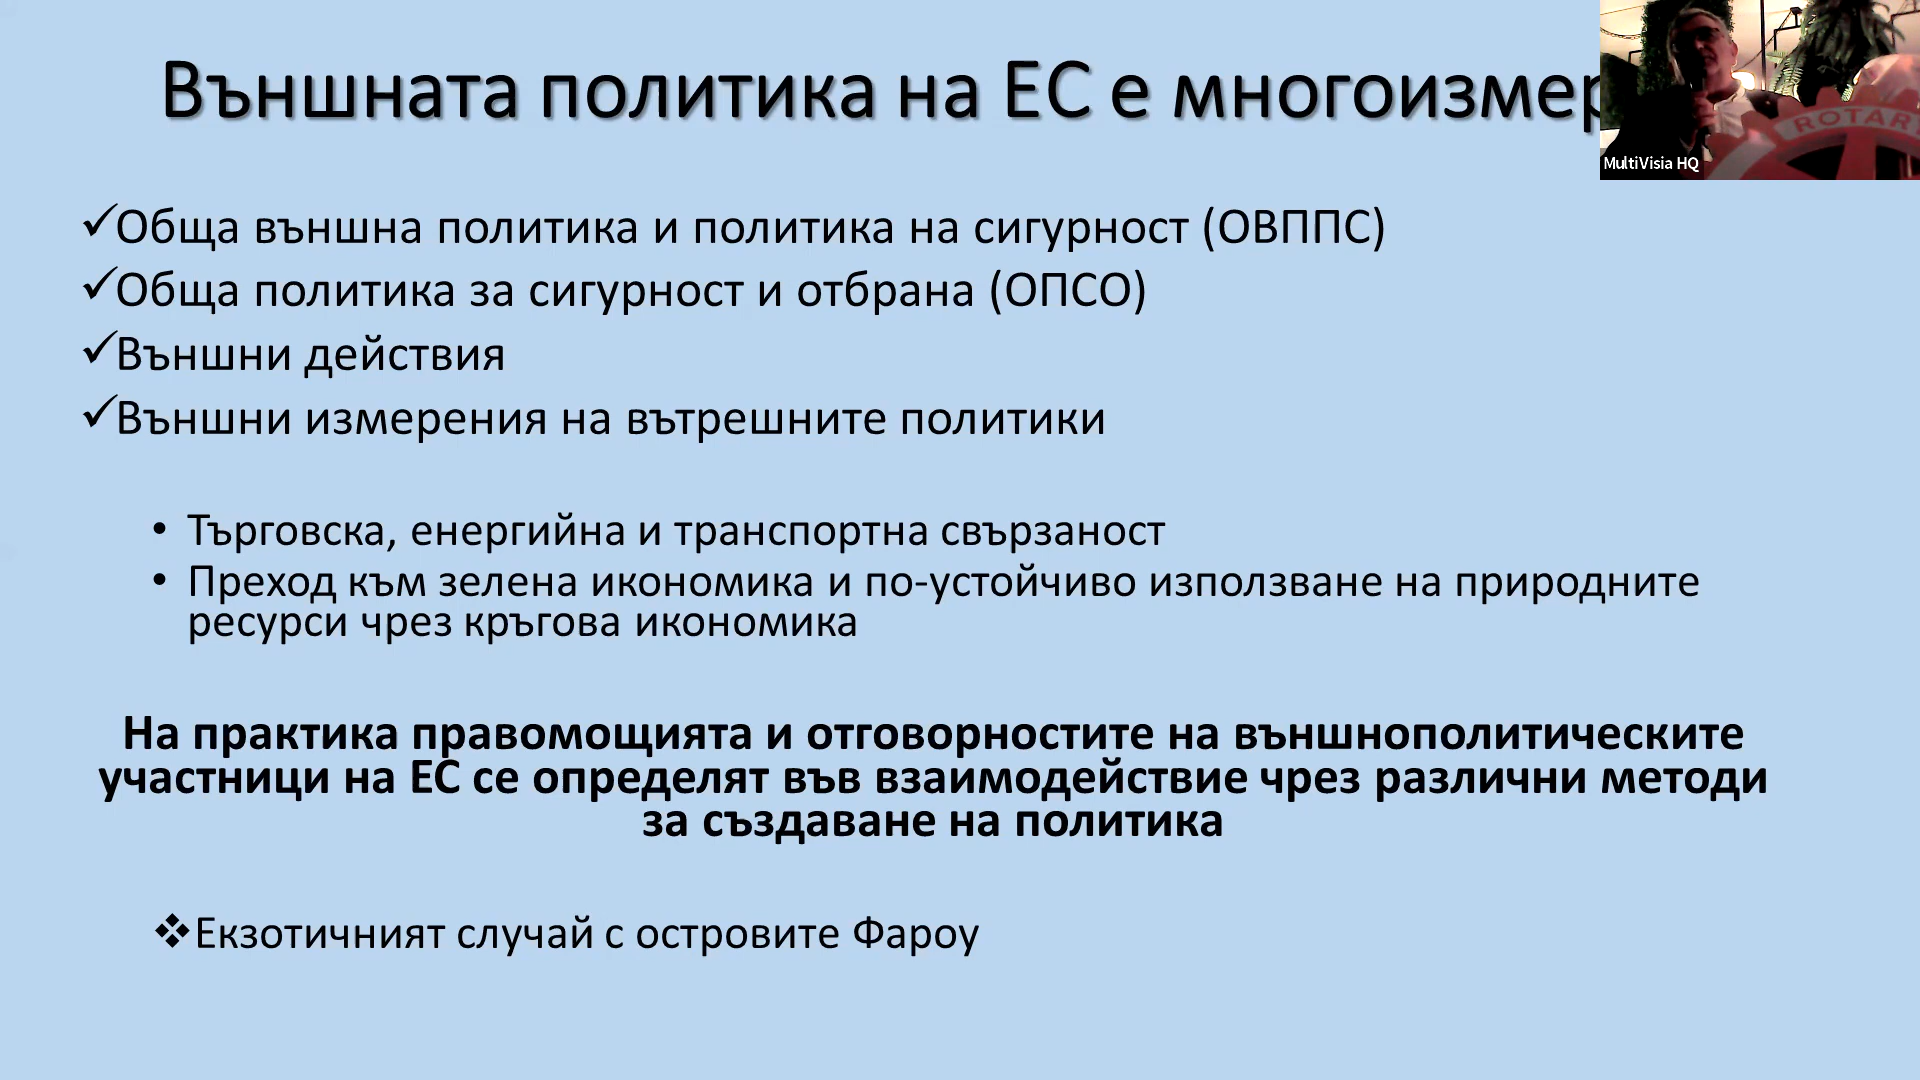 Външната политика на ЕС е многоизмер
MultiVisia HQ
ROTARY
✓Обща външна политика и политика на сигурност (ОВППС)
✓Обща политика за сигурност и отбрана (ОПСО)
✓Външни действия
✓Външни измерения на вътрешните политики
• Търговска, енергийна и транспортна свързаност
• Преход към зелена икономика и по-устойчиво използване на природните
ресурси чрез кръгова икономика
На практика правомощията и отговорностите на външнополитическите
участници на ЕС се определят във взаимодействие чрез различни методи
за създаване на политика
❖Екзотичният случай с островите Фароу